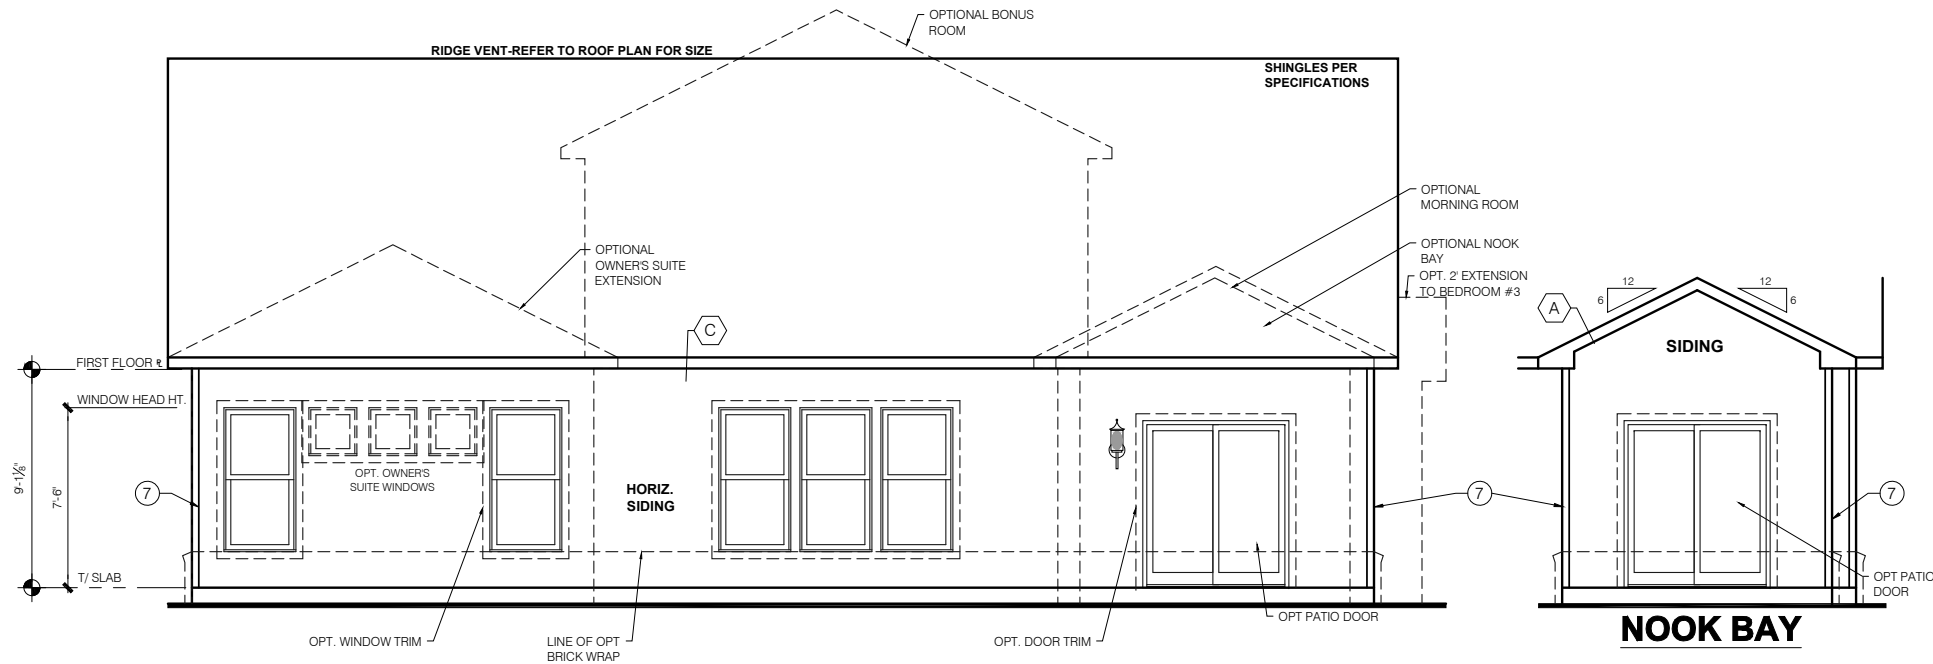 OPTIONAL BONUS
ROOM
RIDGE VENT-REFER TO ROOF PLAN FOR SIZE
SHINGLES PER
SPECIFICATIONS
OPTIONAL
MORNING ROOM
OPTIONAL
OWNER'S SUITE
EXTENSION
OPTIONAL NOOK
BAY
OPT. 2' EXTENSION
TO BEDROOM #3
12
6
12
6
A
C
SIDING
FIRST FLOOR ℄
WINDOW HEAD HT.
9'-1⅛"
7'-6"
OPT. OWNER'S
SUITE WINDOWS
7
HORIZ.
SIDING
7
7
T/ SLAB
OPT PATIO
DOOR
OPT PATIO DOOR
OPT. WINDOW TRIM
LINE OF OPT
BRICK WRAP
OPT. DOOR TRIM
NOOK BAY